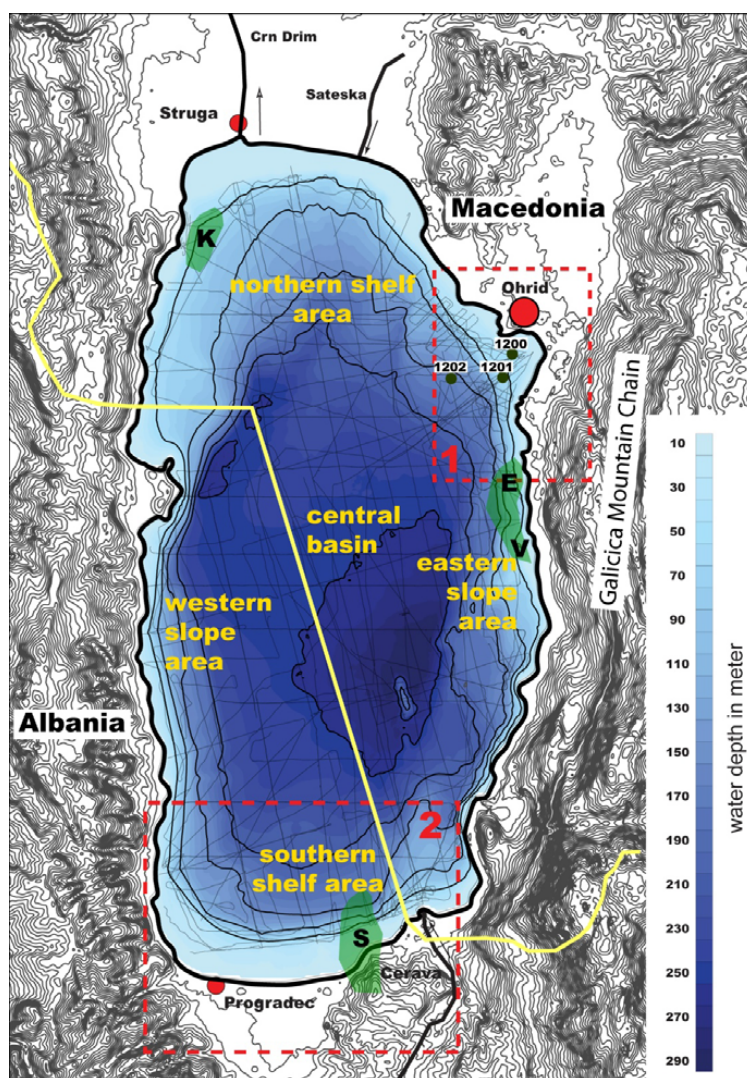 Crn Drim
Sateska
Struga
Macedonia
K
northern shelf
area
Ohrid
1200
1202
1201
1
E
V
central
basin
eastern
slope
area
western
slope
area
Galicica Mountain Chain
Albania
2
southern
shelf area
S
Cerava
Progradec
10
30
50
70
90
110
130
150
170
190
210
230
250
270
290
water depth in meter